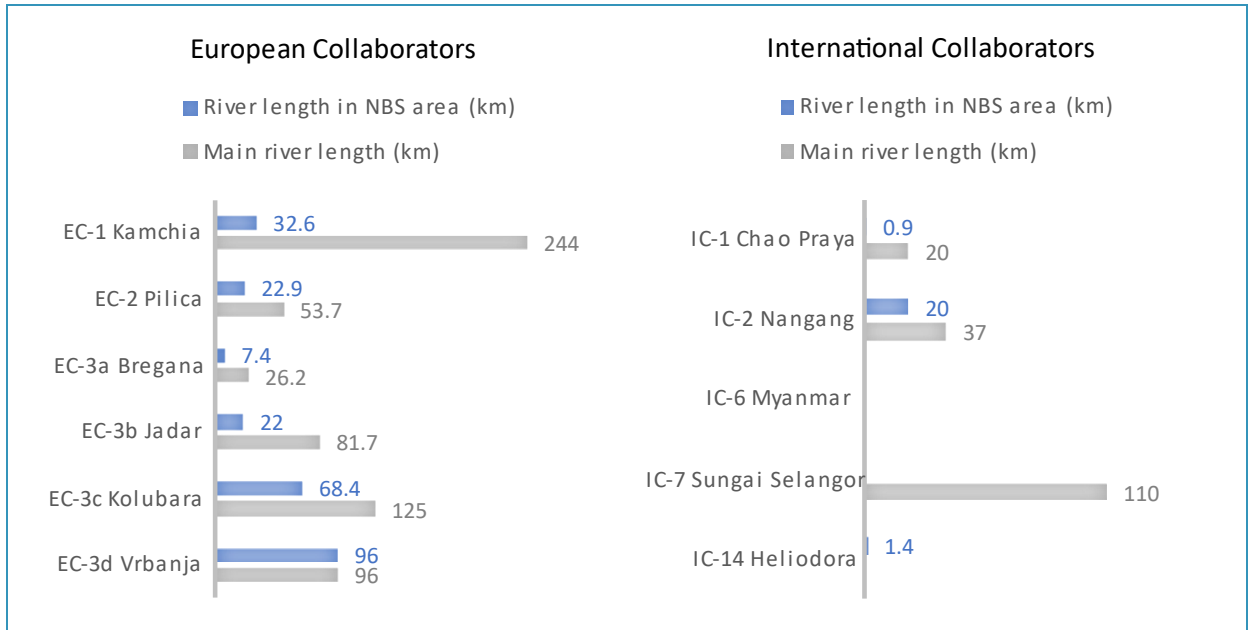 European Collaborators
River length in NBS area (km)
Main river length (km)
EC-1 Kamchia
32.6
244
EC-2 Pilica
22.9
53.7
EC-3a Bregana
7.4
26.2
EC-3b Jadar
22
81.7
EC-3c Kolubara
68.4
125
EC-3d Vrbanja
96
96
International Collaborators
River length in NBS area (km)
Main river length (km)
IC-1 Chao Praya
0.9
20
IC-2 Nangang
20
37
IC-6 Myanmar
IC-7 Sungai Selangor
110
IC-14 Heliodora
1.4